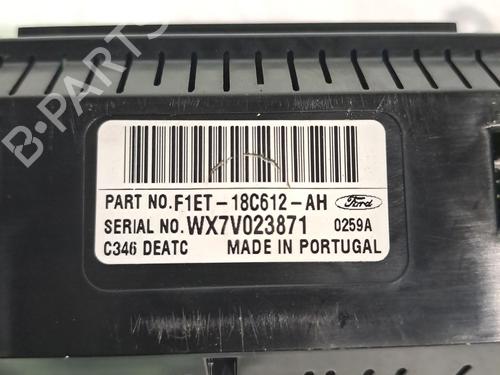 B-PARTS
PART NO. F1ET-18C612-AH Ford
SERIAL NO. WX7V023871 0259A
C346 DEATC MADE IN PORTUGAL